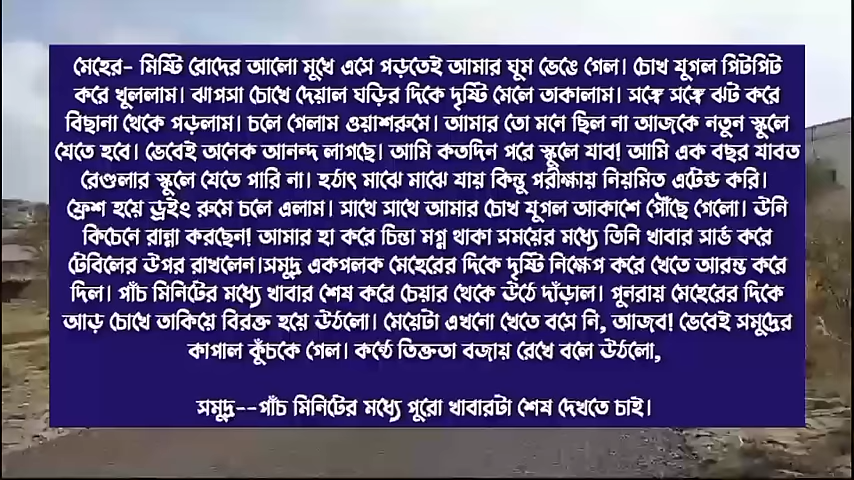 মেহের- মিষ্টি রোদের আলো মুখে এসে পড়তেই আমার ঘুম ভেঙে গেল। চোখ যুগল পিটপিট
করে খুললাম। ঝাপসা চোখে দেয়াল ঘড়ির দিকে দৃষ্টি মেলে তাকালাম। সঙ্গে সঙ্গে ঝট করে
বিছানা থেকে পড়লাম। চলে গেলাম ওয়াশরুমে। আমার তো মনে ছিল না আজকে নতুন স্কুলে
যেতে হবে। ভেবেই অনেক আনন্দ লাগছে। আমি কতদিন পরে স্কুলে যাব! আমি এক বছর যাবত
রেগুলার স্কুলে যেতে পারি না। হঠাৎ মাঝে মাঝে যায় কিন্তু পরীক্ষায় নিয়মিত এটেন্ড করি।
ফ্রেশ হয়ে ড্রইং রুমে চলে এলাম। সাথে সাথে আমার চোখ যুগল আকাশে পৌঁছে গেলো। উনি
কিচেনে রান্না করছেন! আমার হা করে চিন্তা মগ্ন থাকা সময়ের মধ্যে তিনি খাবার সার্ভ করে
টেবিলের উপর রাখলেন।সমুদ্র একপলক মেহেরের দিকে দৃষ্টি নিক্ষেপ করে খেতে আরম্ভ করে
দিল। পাঁচ মিনিটের মধ্যে খাবার শেষ করে চেয়ার থেকে উঠে দাঁড়াল। পুনরায় মেহেরের দিকে
আড় চোখে তাকিয়ে বিরক্ত হয়ে উঠলো। মেয়েটা এখনো খেতে বসে নি, আজব! ভেবেই সমুদ্রের
কাপাল কুঁচকে গেল। কন্ঠে তিক্ততা বজায় রেখে বলে উঠলো,
সমুদ্র--পাঁচ মিনিটের মধ্যে পুরো খাবারটা শেষ দেখতে চাই।